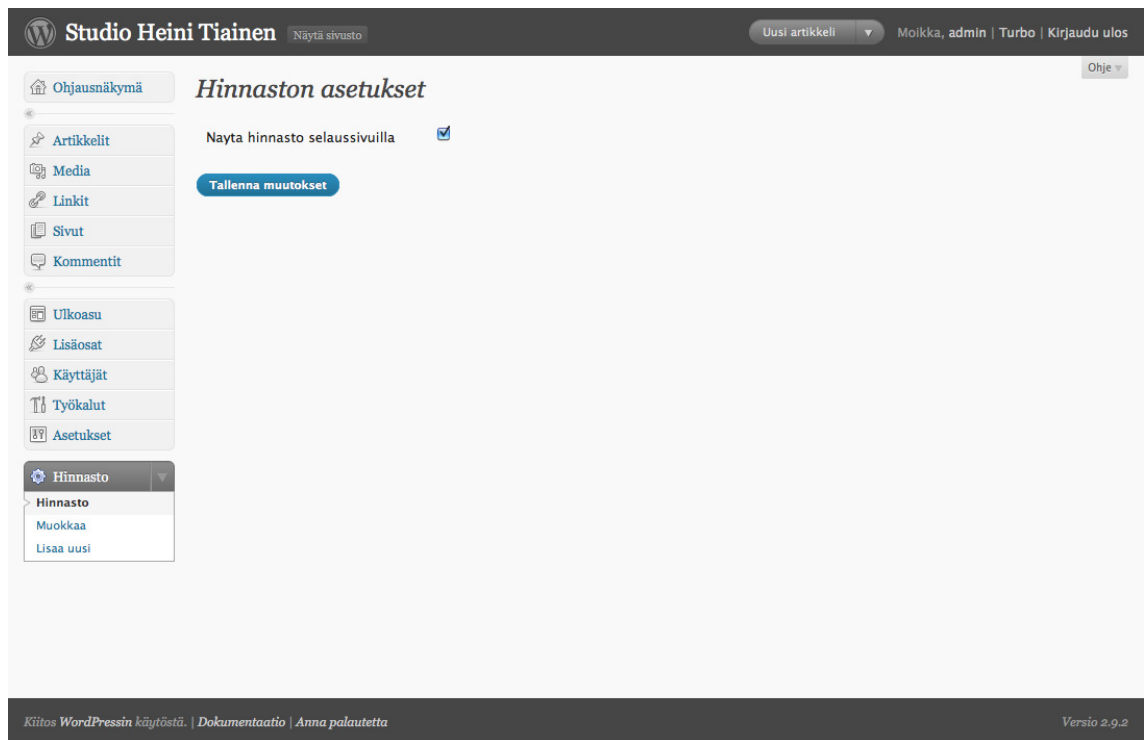 Studio Heini Tiainen Näytä sivusto Uusi artikkeli Moikka, admin | Turbo | Kirjaudu ulos
Ohje
Ohjausnäkymä
Artikkelit
Media
Linkit
Sivut
Kommentit
Ulkoasu
Lisäosat
Käyttäjät
Työkalut
Asetukset
Hinnasto
Hinnasto
Muokkaa
Lisaa uusi
Hinnaston asetukset
Nayta hinnasto selaussivuilla
Tallenna muutokset
Kiitos WordPressin käytöstä. | Dokumentaatio | Anna palautetta Versio 2.9.2